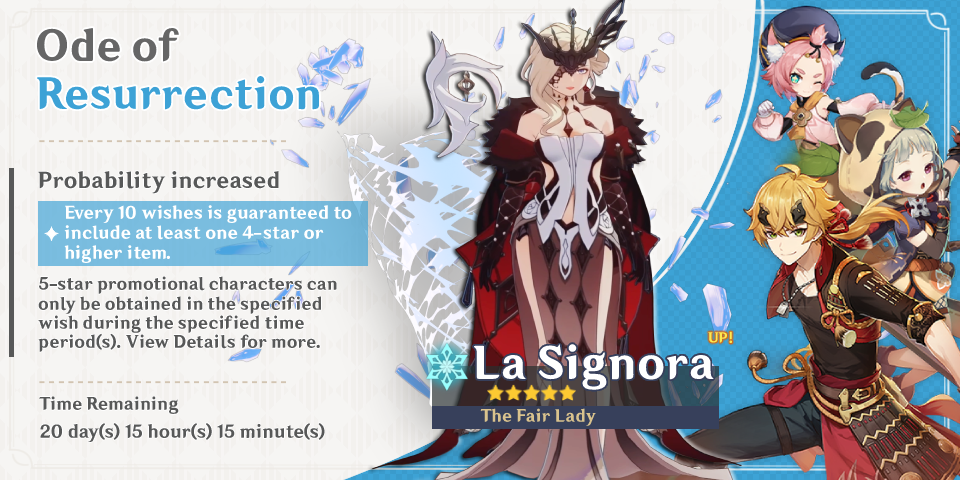 Ode of
Resurrection
Probability increased
Every 10 wishes is guaranteed to
include at least one 4-star or
higher item.
5-star promotional characters can
only be obtained in the specified
wish during the specified time
period(s). View Details for more.
Time Remaining
20 day(s) 15 hour(s) 15 minute(s)
UP!
La Signora
The Fair Lady